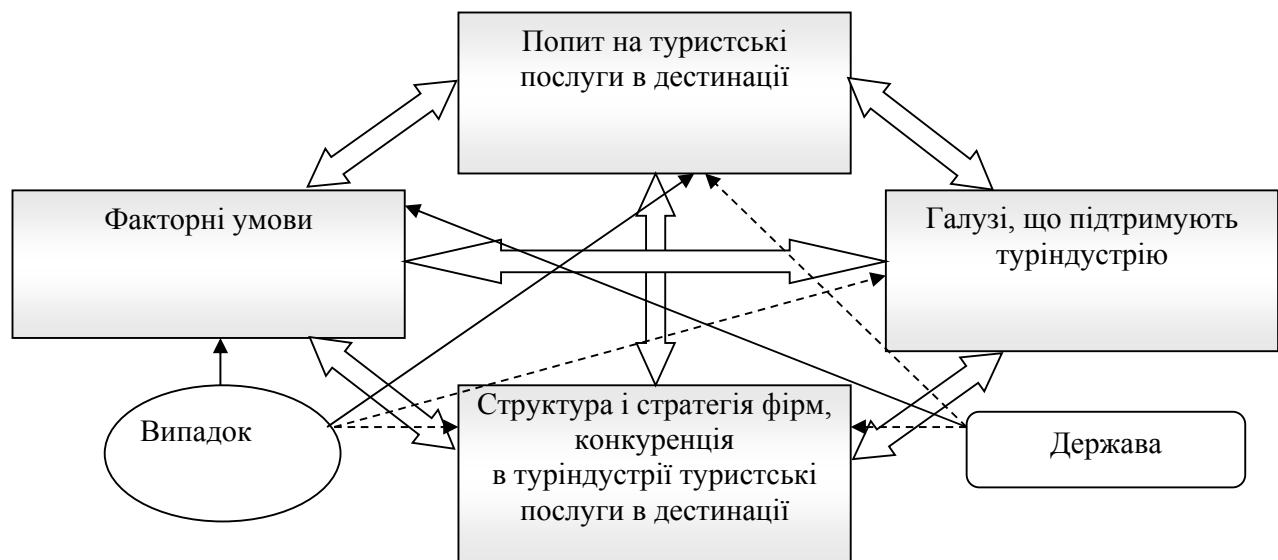 Попит на туристські
послуги в дестинації
Факторні умови
Галузі, що підтримують
туріндустрію
Випадок
Структура і стратегія фірм,
конкуренція
в туріндустрії туристські
послуги в дестинації
Держава